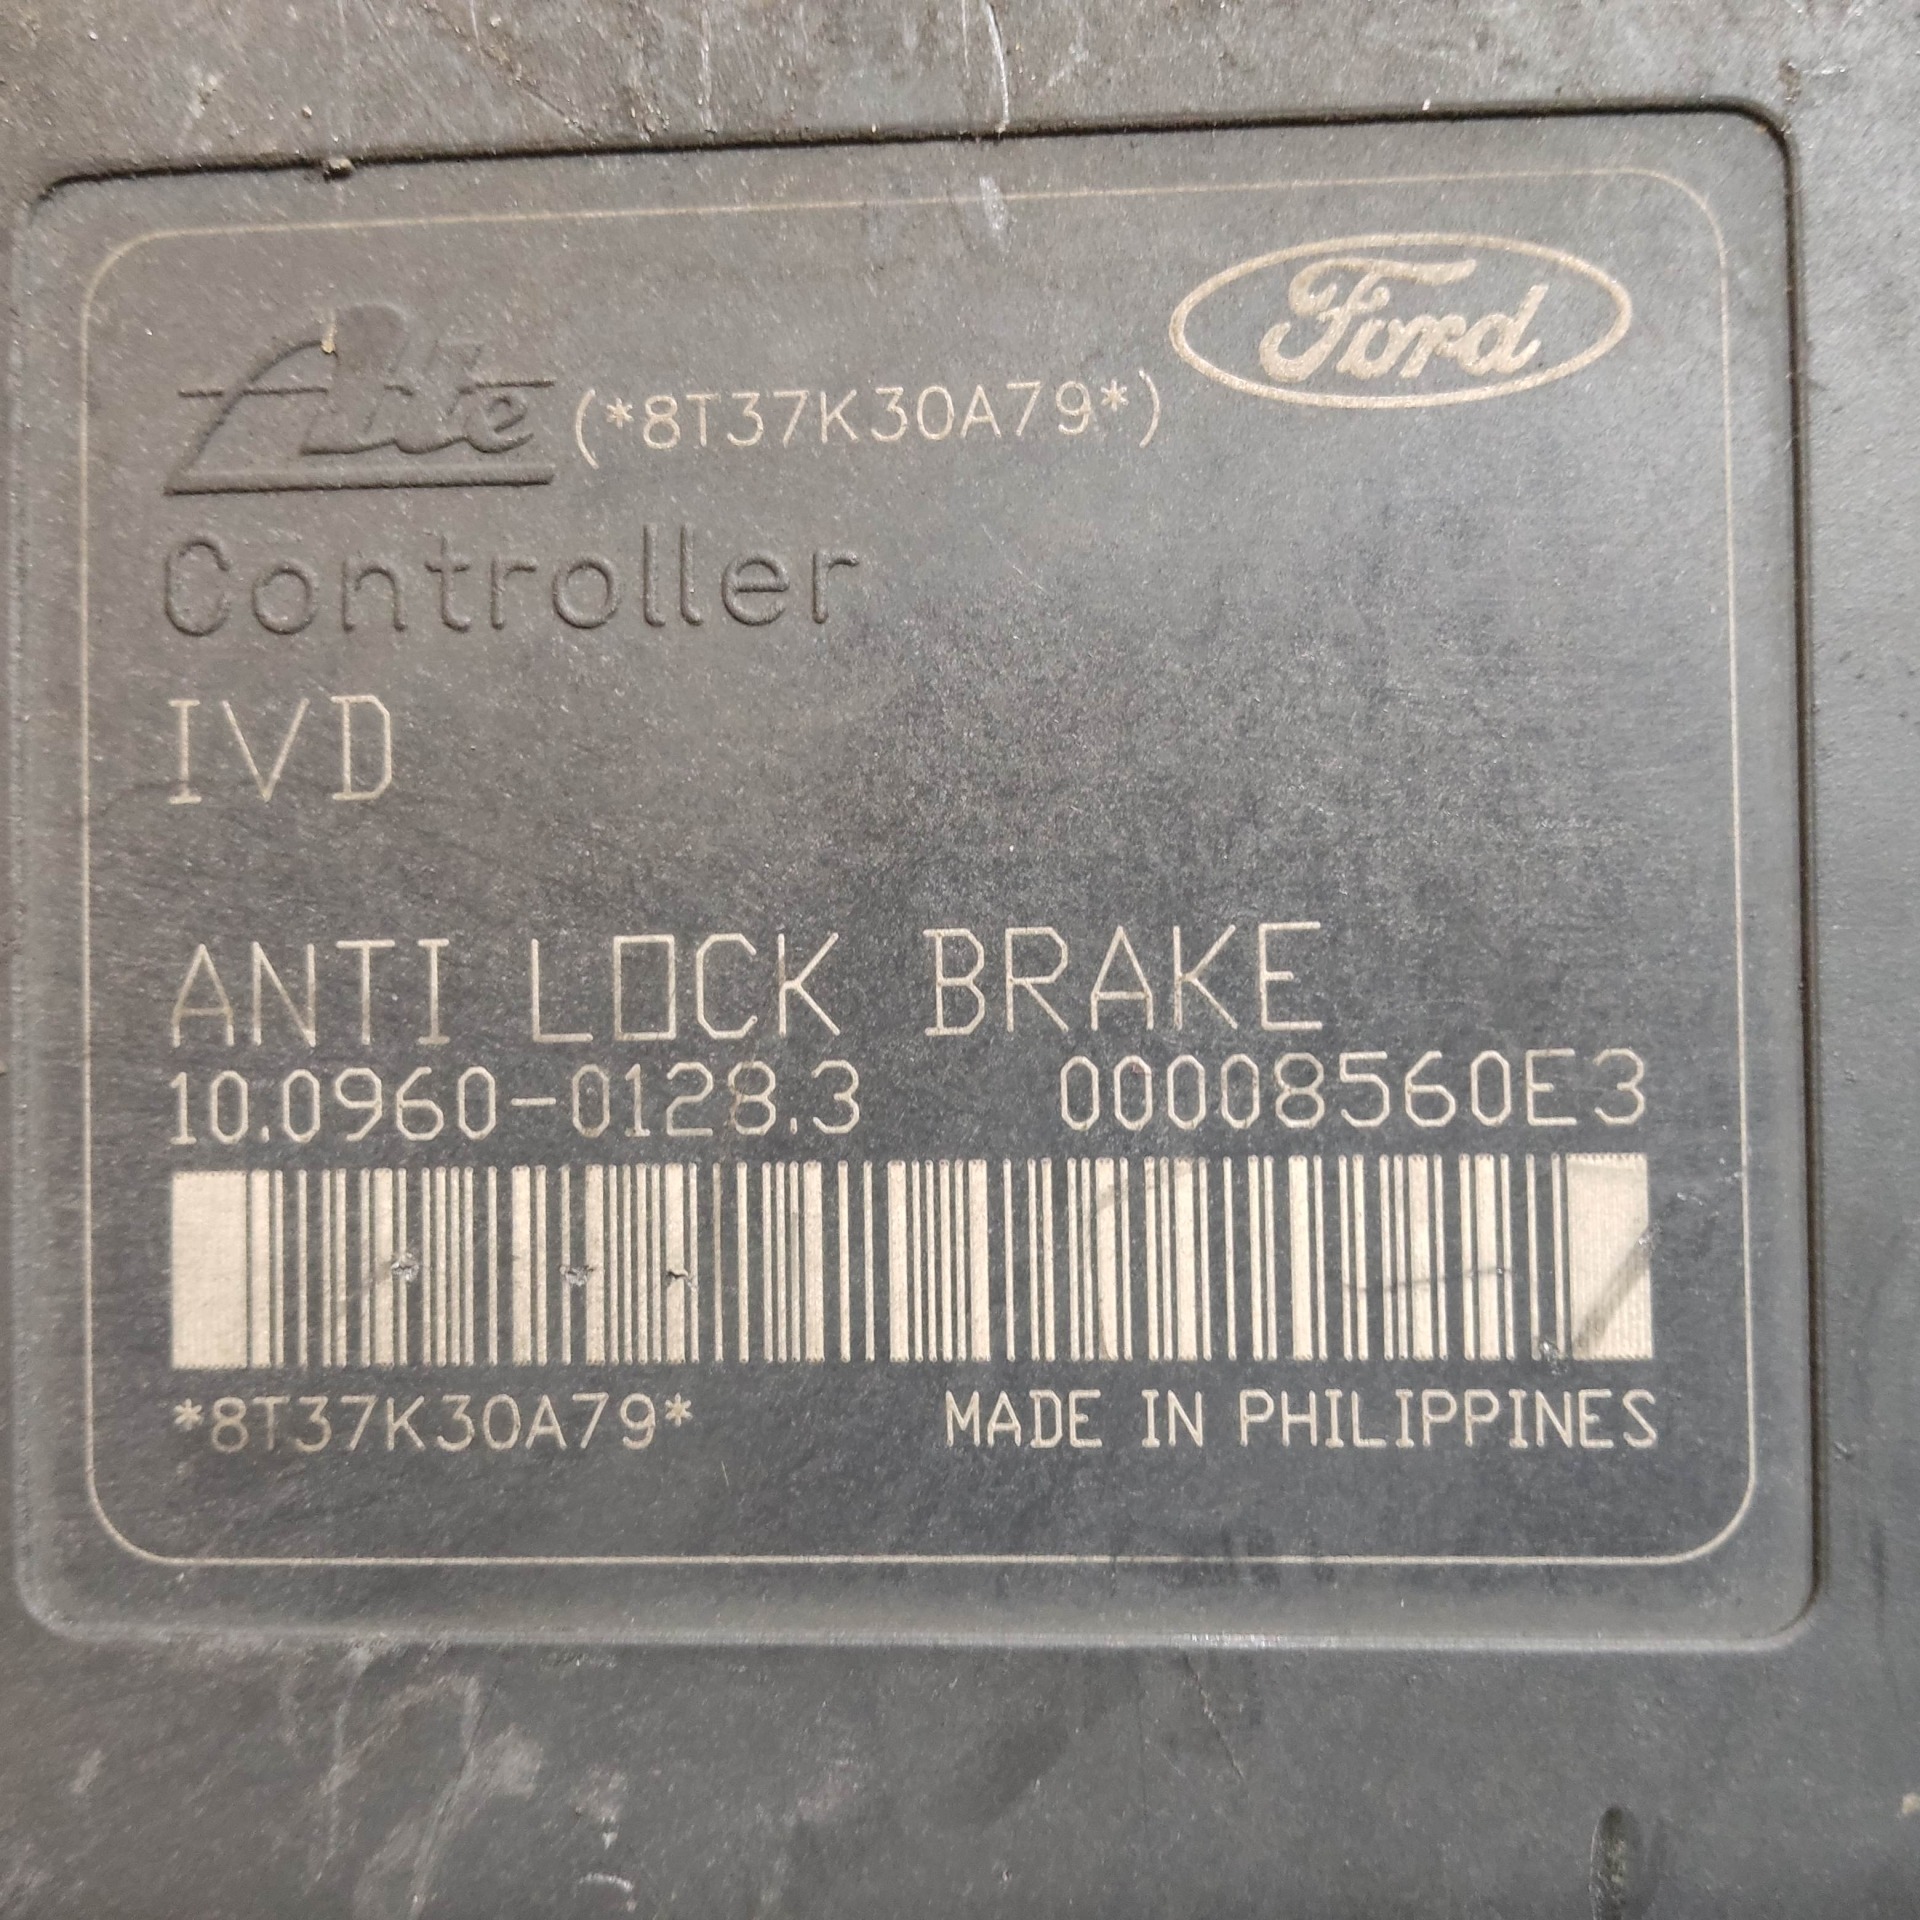 Ate (*8T37K30A79*) Ford
Controller
IVD
ANTI LOCK BRAKE
10.0960-0128.3 00008560E3
*8T37K30A79* MADE IN PHILIPPINES